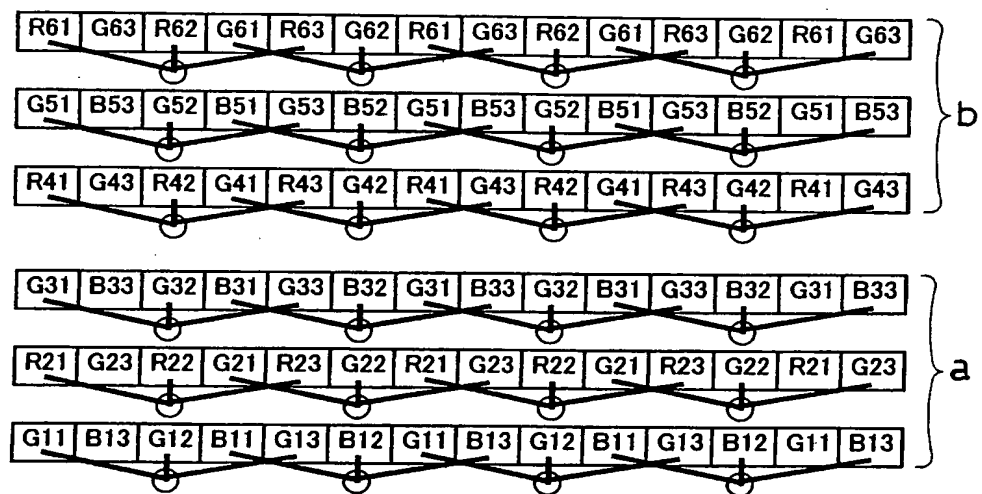 R61 G63 R62 G61 R63 G62 R61 G63 R62 G61 R63 G62 R61 G63
G51 B53 G52 B51 G53 B52 G51 B53 G52 B51 G53 B52 G51 B53
b
R41 G43 R42 G41 R43 G42 R41 G43 R42 G41 R43 G42 R41 G43
G31 B33 G32 B31 G33 B32 G31 B33 G32 B31 G33 B32 G31 B33
R21 G23 R22 G21 R23 G22 R21 G23 R22 G21 R23 G22 R21 G23
a
G11 B13 G12 B11 G13 B12 G11 B13 G12 B11 G13 B12 G11 B13